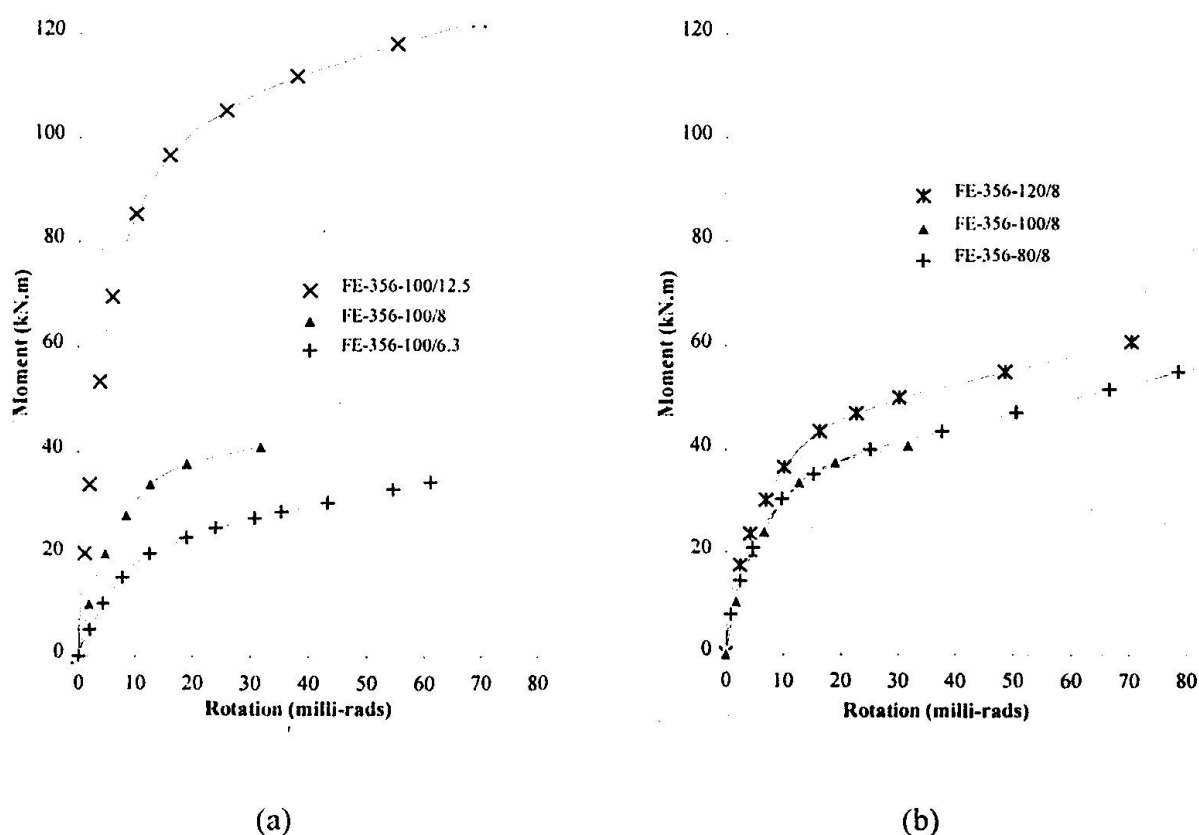 120
100
80
60
40
20
0
Moment (kN.m)
FE-356-100/12.5
FE-356-100/8
FE-356-100/6.3
0 10 20 30 40 50 60 70 80
Rotation (milli-rads)
(a)
120
100
80
60
40
20
0
Moment (kN.m)
FE-356-120/8
FE-356-100/8
FE-356-80/8
0 10 20 30 40 50 60 70 80
Rotation (milli-rads)
(b)